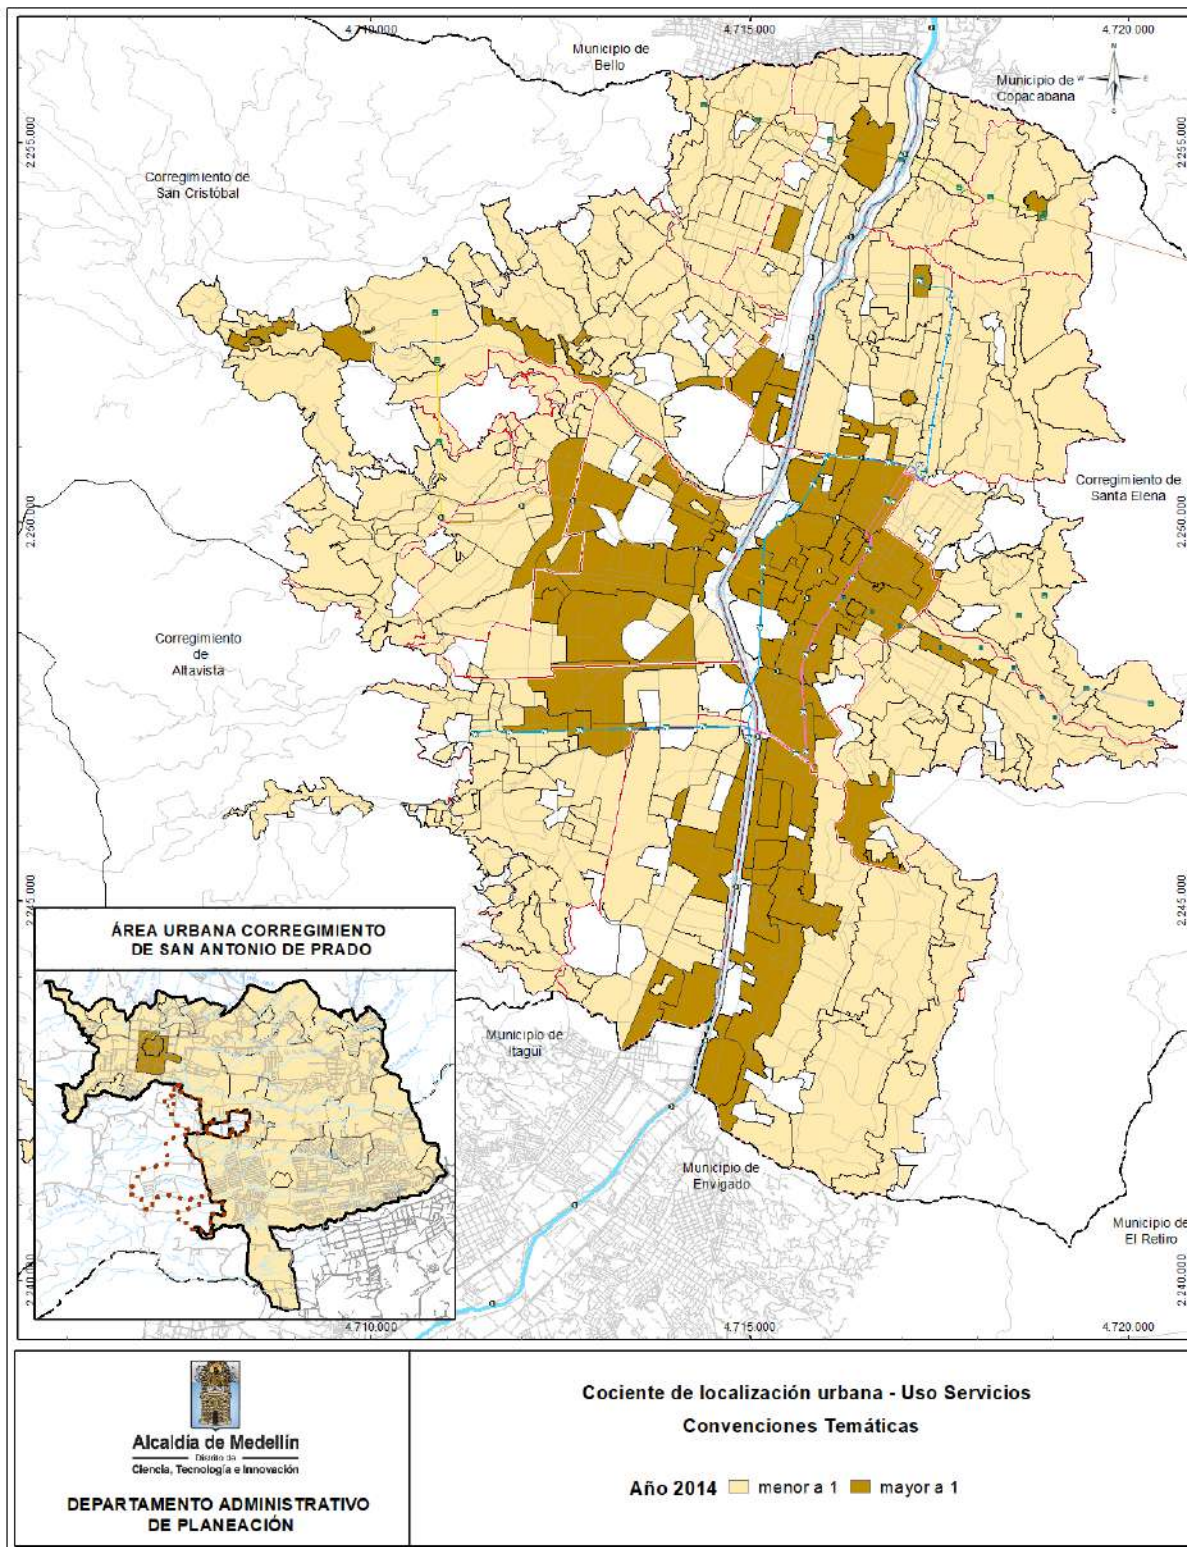 4.710.000
4.715.000
4.720.000
Municipio de
Bello
Municipio de
Copacabana
N
W
E
S
2.255.000
2.255.000
Corregimiento de
San Cristóbal
Corregimiento de
Santa Elena
2.250.000
2.250.000
Corregimiento
de
Altavista
2.245.000
2.245.000
ÁREA URBANA CORREGIMIENTO
DE SAN ANTONIO DE PRADO
Municipio de
Itagüí
Municipio de
Envigado
Municipio de
El Retiro
2.240.000
2.240.000
4.710.000
4.715.000
4.720.000
Alcaldía de Medellín
Distrito de
Ciencia, Tecnología e Innovación
DEPARTAMENTO ADMINISTRATIVO
DE PLANEACIÓN
Cociente de localización urbana - Uso Servicios
Convenciones Temáticas
Año 2014 menor a 1 mayor a 1